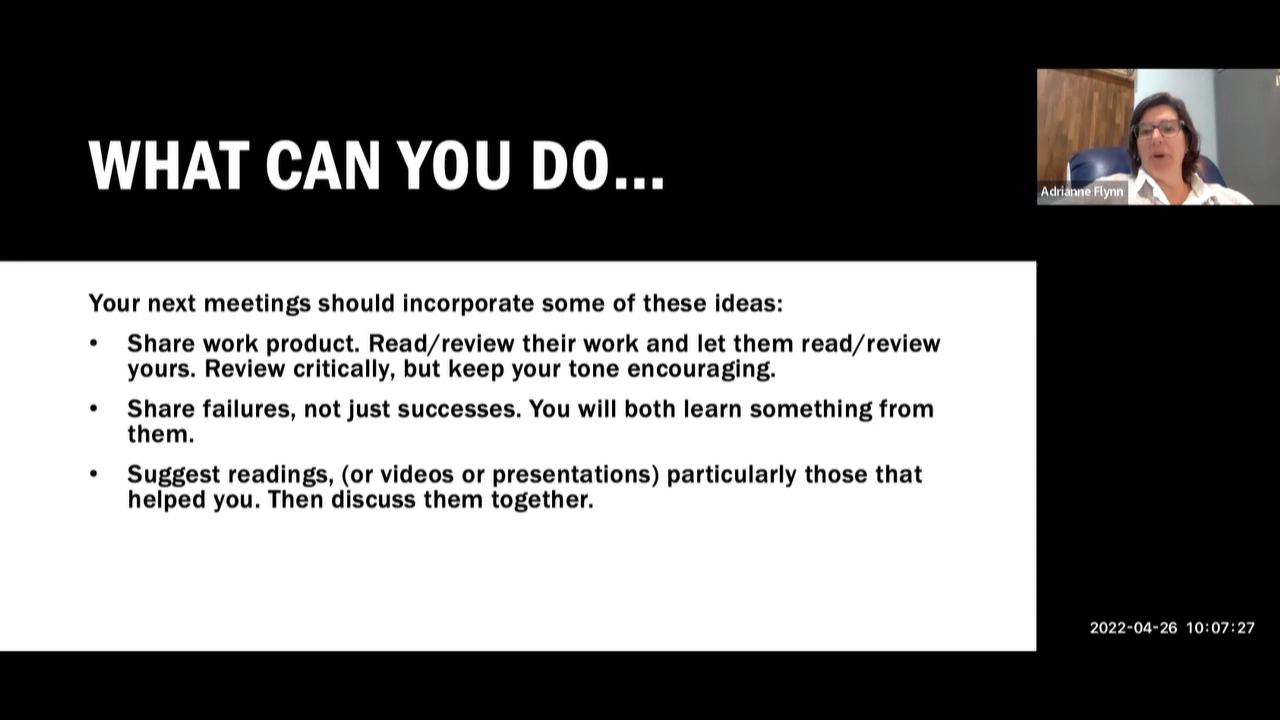 WHAT CAN YOU DO...
Adrianne Flynn
Your next meetings should incorporate some of these ideas:
• Share work product. Read/review their work and let them read/review
yours. Review critically, but keep your tone encouraging.
• Share failures, not just successes. You will both learn something from
them.
• Suggest readings, (or videos or presentations) particularly those that
helped you. Then discuss them together.
2022-04-26 10:07:27